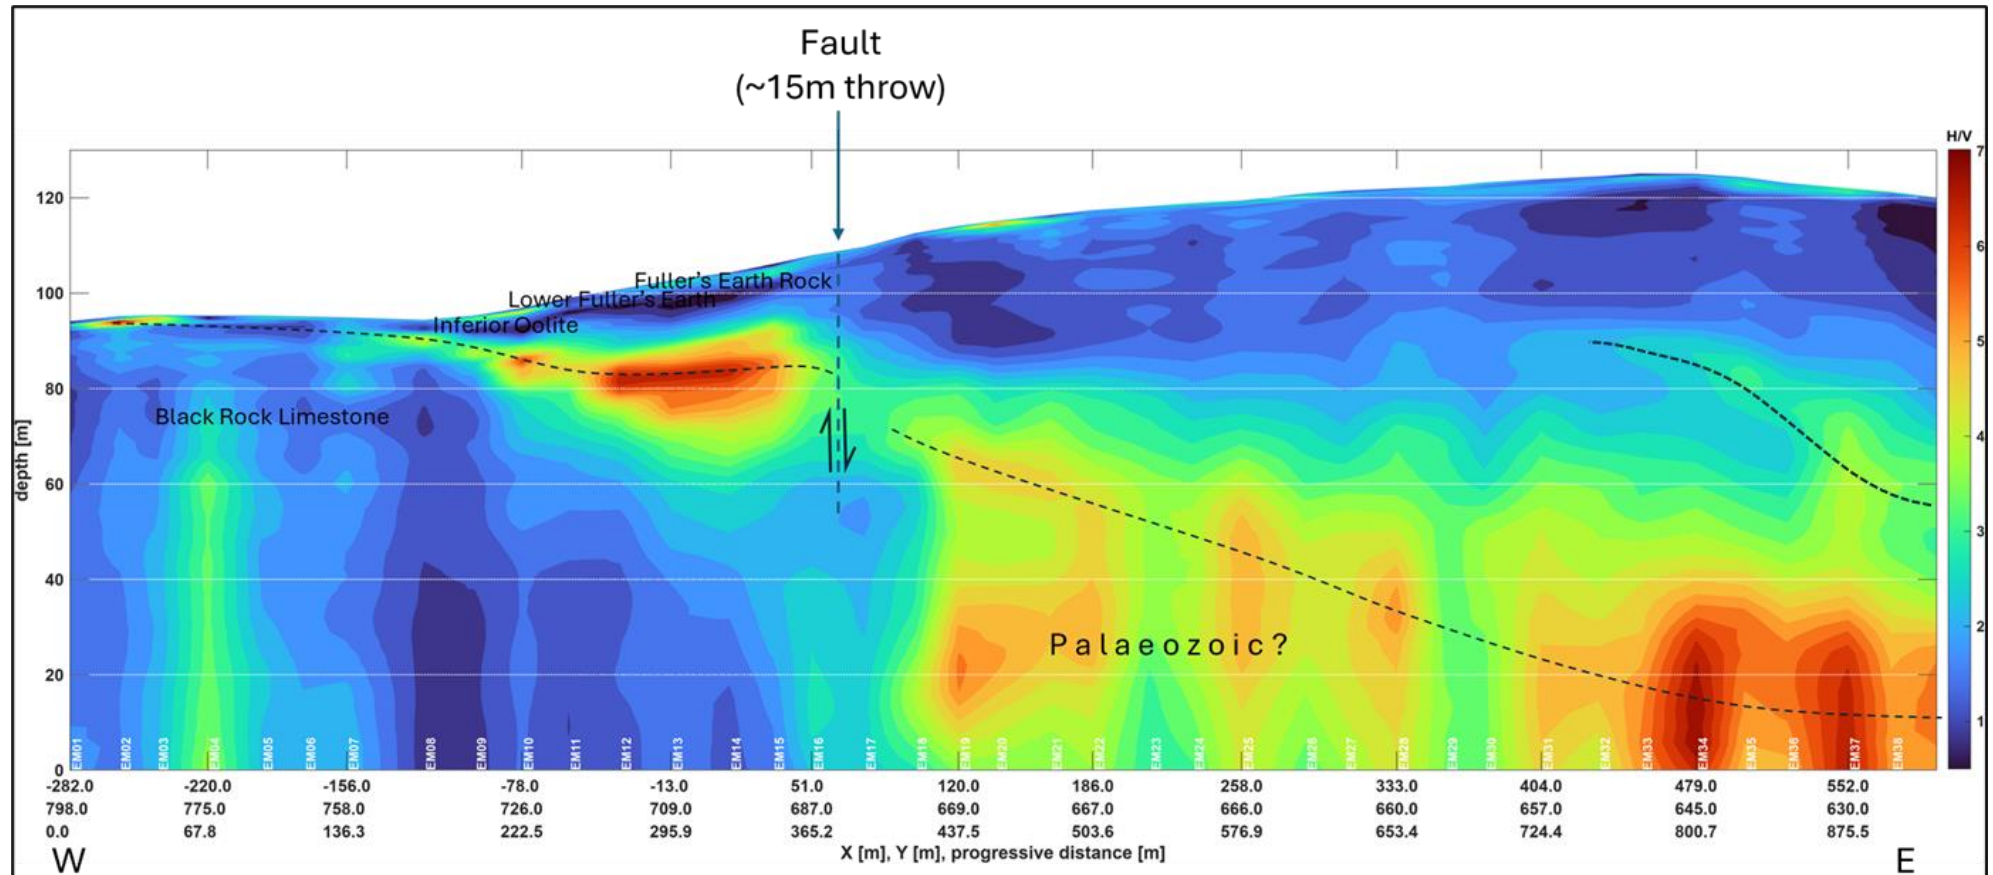 Fault
(~15m throw)
H/V
7
6
5
4
3
2
1
120
100
80
60
40
20
0
depth [m]
Fuller's Earth Rock
Lower Fuller's Earth
Inferior Oolite
Black Rock Limestone
Palaeozoic?
EM01 EM02 EM03 EM04 EM05 EM06 EM07 EM08 EM09 EM10 EM11 EM12 EM13 EM14 EM15 EM16 EM17 EM18 EM19 EM20 EM21 EM22 EM23 EM24 EM25 EM26 EM27 EM28 EM29 EM30 EM31 EM32 EM33 EM34 EM35 EM36 EM37 EM38
-282.0 -220.0 -156.0 -78.0 -13.0 51.0 120.0 186.0 258.0 333.0 404.0 479.0 552.0
798.0 775.0 758.0 726.0 709.0 687.0 669.0 667.0 666.0 660.0 657.0 645.0 630.0
0.0 67.8 136.3 222.5 295.9 365.2 437.5 503.6 576.9 653.4 724.4 800.7 875.5
X [m], Y [m], progressive distance [m]
W
E